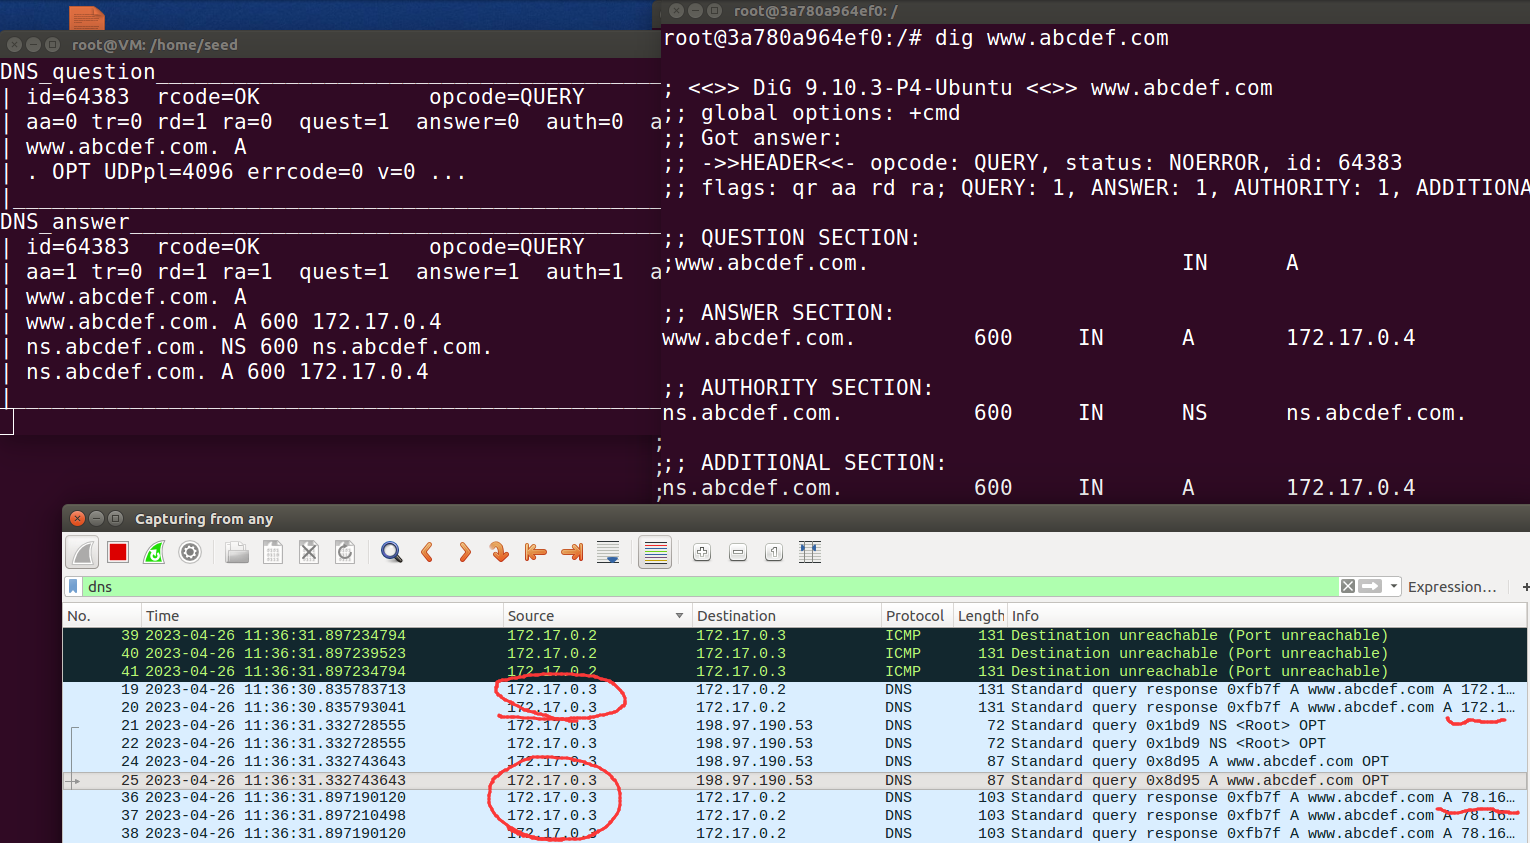 root@VM: /home/seed
DNS_question
| id=64383  rcode=OK             opcode=QUERY
| aa=0 tr=0 rd=1 ra=0  quest=1  answer=0  auth=0  a
| www.abcdef.com. A
| . OPT UDPpl=4096 errcode=0 v=0 ...
|
DNS_answer
| id=64383  rcode=OK             opcode=QUERY
| aa=1 tr=0 rd=1 ra=1  quest=1  answer=1  auth=1  a
| www.abcdef.com. A
| www.abcdef.com. A 600 172.17.0.4
| ns.abcdef.com. NS 600 ns.abcdef.com.
| ns.abcdef.com. A 600 172.17.0.4
|
root@3a780a964ef0: /
root@3a780a964ef0:/# dig www.abcdef.com
; <<>> DiG 9.10.3-P4-Ubuntu <<>> www.abcdef.com
;; global options: +cmd
;; Got answer:
;; ->>HEADER<<- opcode: QUERY, status: NOERROR, id: 64383
;; flags: qr aa rd ra; QUERY: 1, ANSWER: 1, AUTHORITY: 1, ADDITIONA
;; QUESTION SECTION:
;www.abcdef.com. IN A
;; ANSWER SECTION:
www.abcdef.com. 600 IN A 172.17.0.4
;; AUTHORITY SECTION:
ns.abcdef.com. 600 IN NS ns.abcdef.com.
;; ADDITIONAL SECTION:
ns.abcdef.com. 600 IN A 172.17.0.4
Capturing from any
dns
Expression… +
No. Time Source Destination Protocol Length Info
39 2023-04-26 11:36:31.897234794 172.17.0.2 172.17.0.3 ICMP 131 Destination unreachable (Port unreachable)
40 2023-04-26 11:36:31.897239523 172.17.0.2 172.17.0.3 ICMP 131 Destination unreachable (Port unreachable)
41 2023-04-26 11:36:31.897234794 172.17.0.2 172.17.0.3 ICMP 131 Destination unreachable (Port unreachable)
19 2023-04-26 11:36:30.835783713 172.17.0.3 172.17.0.2 DNS 131 Standard query response 0xfb7f A www.abcdef.com A 172.1…
20 2023-04-26 11:36:30.835793041 172.17.0.3 172.17.0.2 DNS 131 Standard query response 0xfb7f A www.abcdef.com A 172.1…
21 2023-04-26 11:36:31.332728555 172.17.0.3 198.97.190.53 DNS 72 Standard query 0x1bd9 NS <Root> OPT
22 2023-04-26 11:36:31.332728555 172.17.0.3 198.97.190.53 DNS 72 Standard query 0x1bd9 NS <Root> OPT
24 2023-04-26 11:36:31.332743643 172.17.0.3 198.97.190.53 DNS 87 Standard query 0x8d95 A www.abcdef.com OPT
25 2023-04-26 11:36:31.332743643 172.17.0.3 198.97.190.53 DNS 87 Standard query 0x8d95 A www.abcdef.com OPT
36 2023-04-26 11:36:31.897190120 172.17.0.3 172.17.0.2 DNS 103 Standard query response 0xfb7f A www.abcdef.com A 78.16…
37 2023-04-26 11:36:31.897210498 172.17.0.3 172.17.0.2 DNS 103 Standard query response 0xfb7f A www.abcdef.com A 78.16…
38 2023-04-26 11:36:31.897190120 172.17.0.3 172.17.0.2 DNS 103 Standard query response 0xfb7f A www.abcdef.com A 78.16…